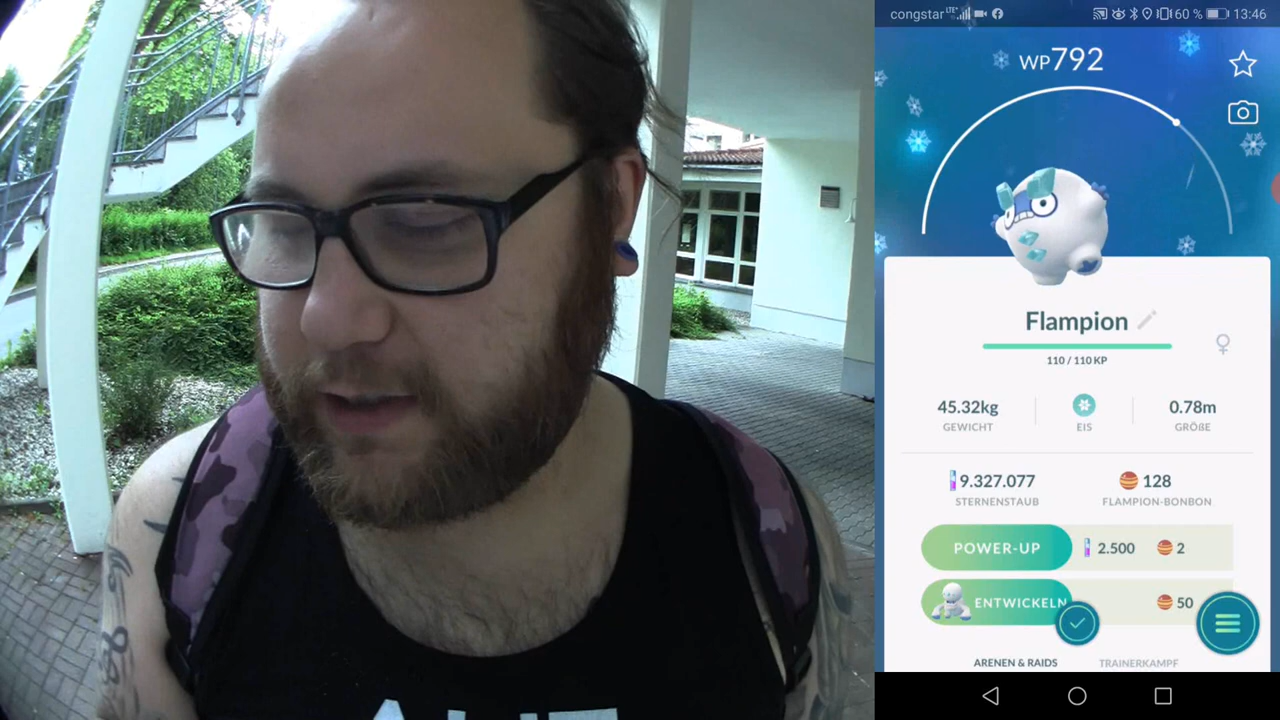 congstar LTE+ 60 % 13:46
WP792
Flampion
110 / 110 KP
45.32kg
GEWICHT
EIS
0.78m
GRÖẞE
9.327.077
STERNENSTAUB
128
FLAMPION-BONBON
POWER-UP 2.500 2
ENTWICKELN 50
ARENEN & RAIDS TRAINERKAMPF